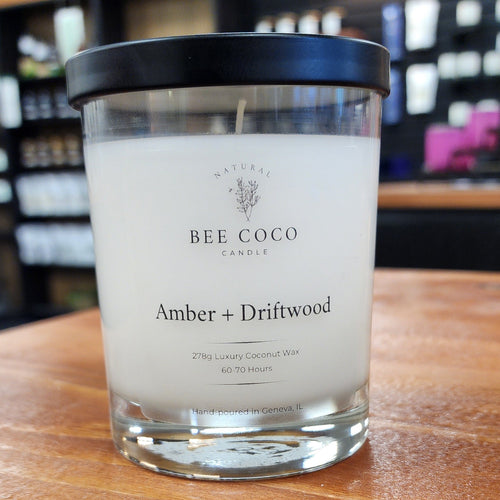 NATURAL
BEE COCO
CANDLE
Amber + Driftwood
278g Luxury Coconut Wax
60-70 Hours
Hand-poured in Geneva, IL